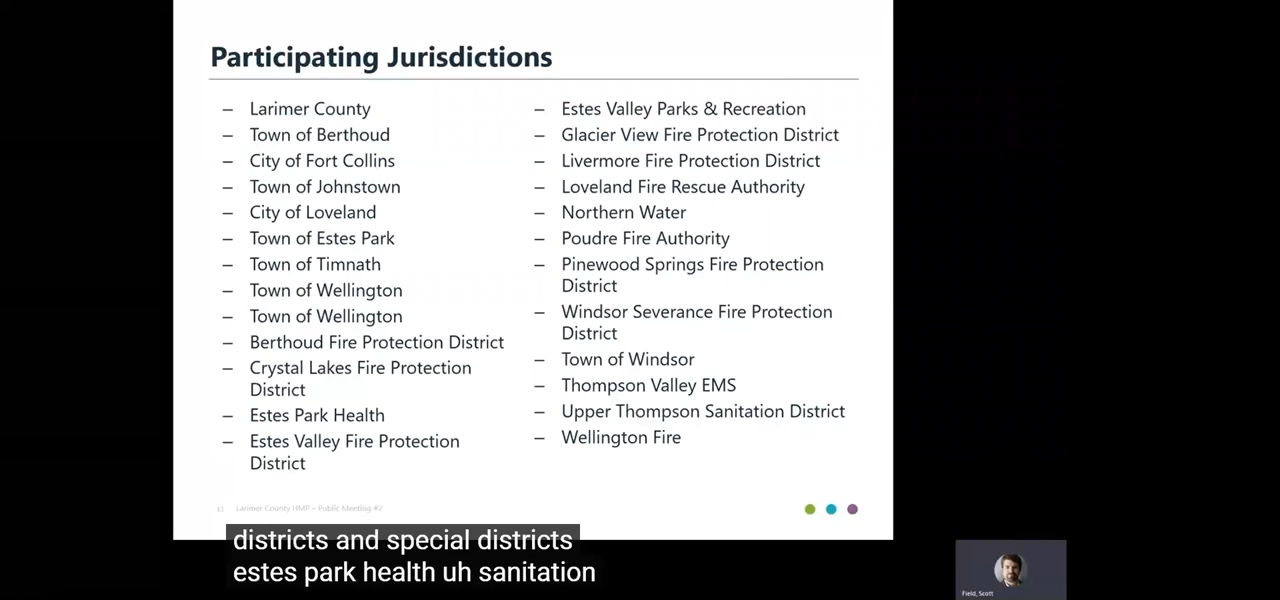 Participating Jurisdictions
– Larimer County
– Town of Berthoud
– City of Fort Collins
– Town of Johnstown
– City of Loveland
– Town of Estes Park
– Town of Timnath
– Town of Wellington
– Town of Wellington
– Berthoud Fire Protection District
– Crystal Lakes Fire Protection
District
– Estes Park Health
– Estes Valley Fire Protection
District
– Estes Valley Parks & Recreation
– Glacier View Fire Protection District
– Livermore Fire Protection District
– Loveland Fire Rescue Authority
– Northern Water
– Poudre Fire Authority
– Pinewood Springs Fire Protection
District
– Windsor Severance Fire Protection
District
– Town of Windsor
– Thompson Valley EMS
– Upper Thompson Sanitation District
– Wellington Fire
Larimer County HMP – Public Meeting #2
districts and special districts
estes park health uh sanitation
Field, Scott